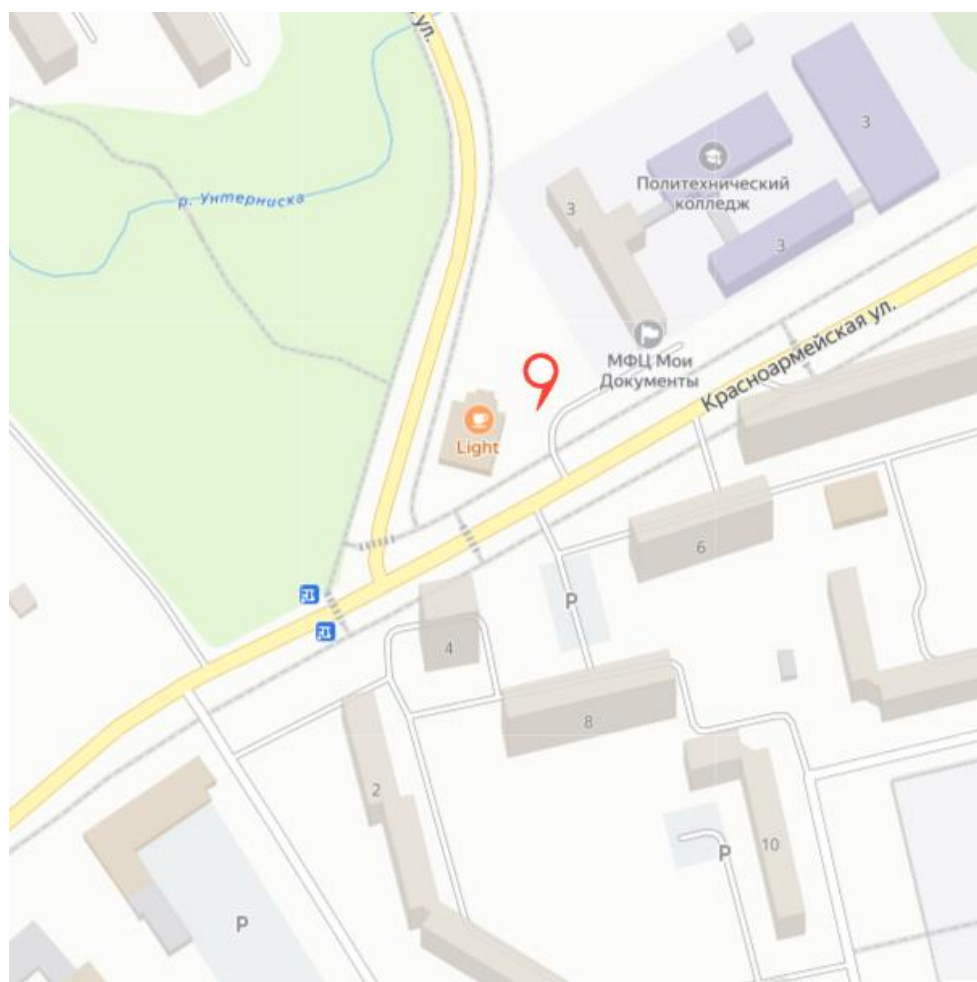 ул.
3
Политехнический
колледж
р. Унтерниска
3
3
МФЦ Мои
Документы
Красноармейская ул.
Light
6
P
4
8
2
10
P
P